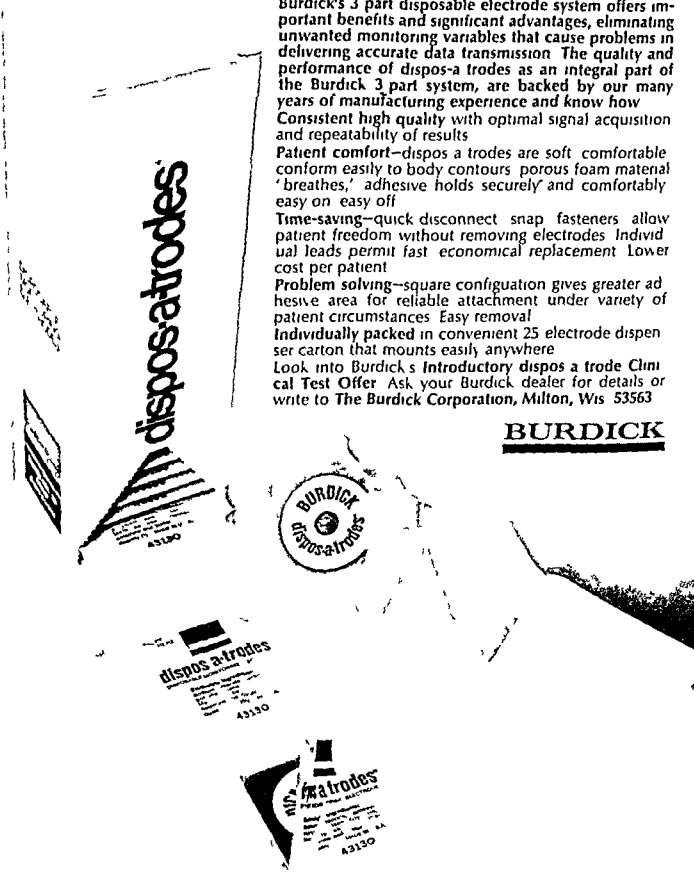 Burdick's 3 part disposable electrode system offers im-
portant benefits and significant advantages, eliminating
unwanted monitoring variables that cause problems in
delivering accurate data transmission The quality and
performance of dispos-a trodes as an integral part of
the Burdick 3 part system, are backed by our many
years of manufacturing experience and know how
Consistent high quality with optimal signal acquisition
and repeatability of results
Patient comfort—dispos a trodes are soft comfortable
conform easily to body contours porous foam material
'breathes,' adhesive holds securely and comfortably
easy on easy off
Time-saving—quick disconnect snap fasteners allow
patient freedom without removing electrodes Individ
ual leads permit fast economical replacement Lower
cost per patient
Problem solving—square configuation gives greater ad
hesive area for reliable attachment under variety of
patient circumstances Easy removal
Individually packed in convenient 25 electrode dispen
ser carton that mounts easily anywhere
Look into Burdick s Introductory dispos a trode Clini
cal Test Offer Ask your Burdick dealer for details or
write to The Burdick Corporation, Milton, Wis 53563
BURDICK
dispos-a-trodes
43130
BURDICK
dispos-a-trodes
dispos a-trodes
43130
a trodes
43130